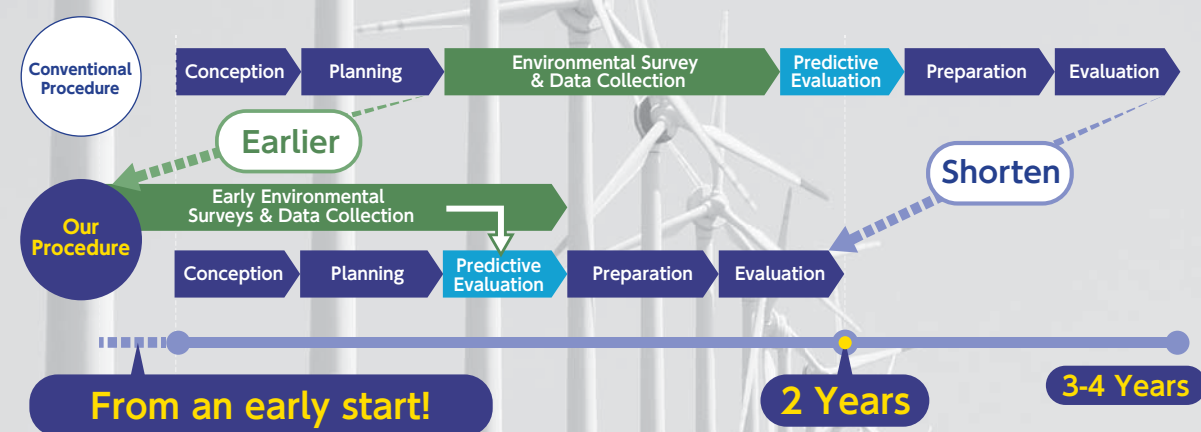 Conventional
Procedure
Conception
Planning
Environmental Survey
& Data Collection
Predictive
Evaluation
Preparation
Evaluation
Earlier
Shorten
Our
Procedure
Early Environmental
Surveys & Data Collection
Conception
Planning
Predictive
Evaluation
Preparation
Evaluation
From an early start!
2 Years
3-4 Years